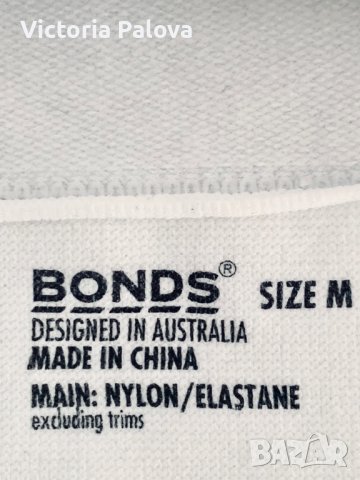 Victoria Palova
BONDS® SIZE M
DESIGNED IN AUSTRALIA
MADE IN CHINA
MAIN: NYLON/ELASTANE
excluding trims
BAZAR